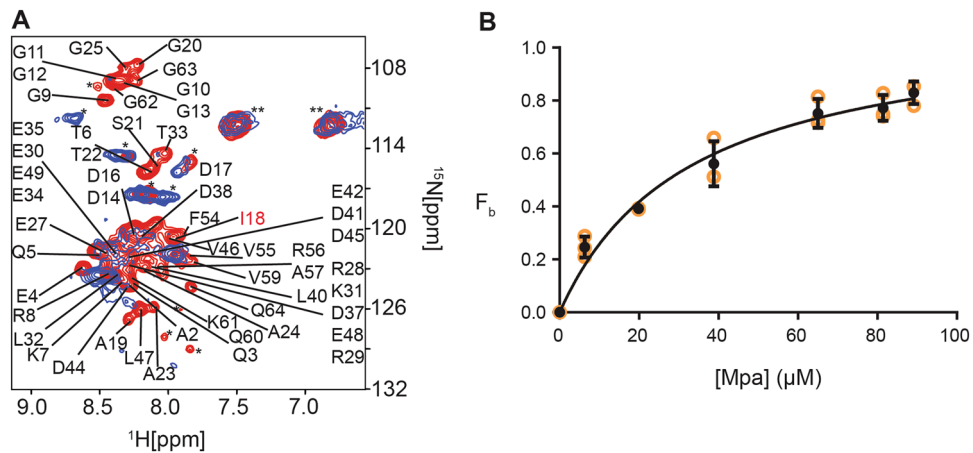 A
G11
G25
G20
G12
G63
G10
G9
G62
G13
*
**
**
*
E35
T6
S21
T33
E30
T22
*
*
E49
D16
D17
E34
D14
D38
*
E42
E27
F54
I18
D41
Q5
V46
V55
D45
R56
E4
V59
A57
R28
R8
L40
K31
L32
Q64
D37
K7
A19
A2
K61
A24
E48
D44
L47
Q60
R29
A23
Q3
*
*
*
*
108
114
120
126
132
¹⁵N[ppm]
9.0 8.5 8.0 7.5 7.0
¹H[ppm]
B
1.0
0.8
0.6
0.4
0.2
0.0
F_b
0 20 40 60 80 100
[Mpa] (µM)